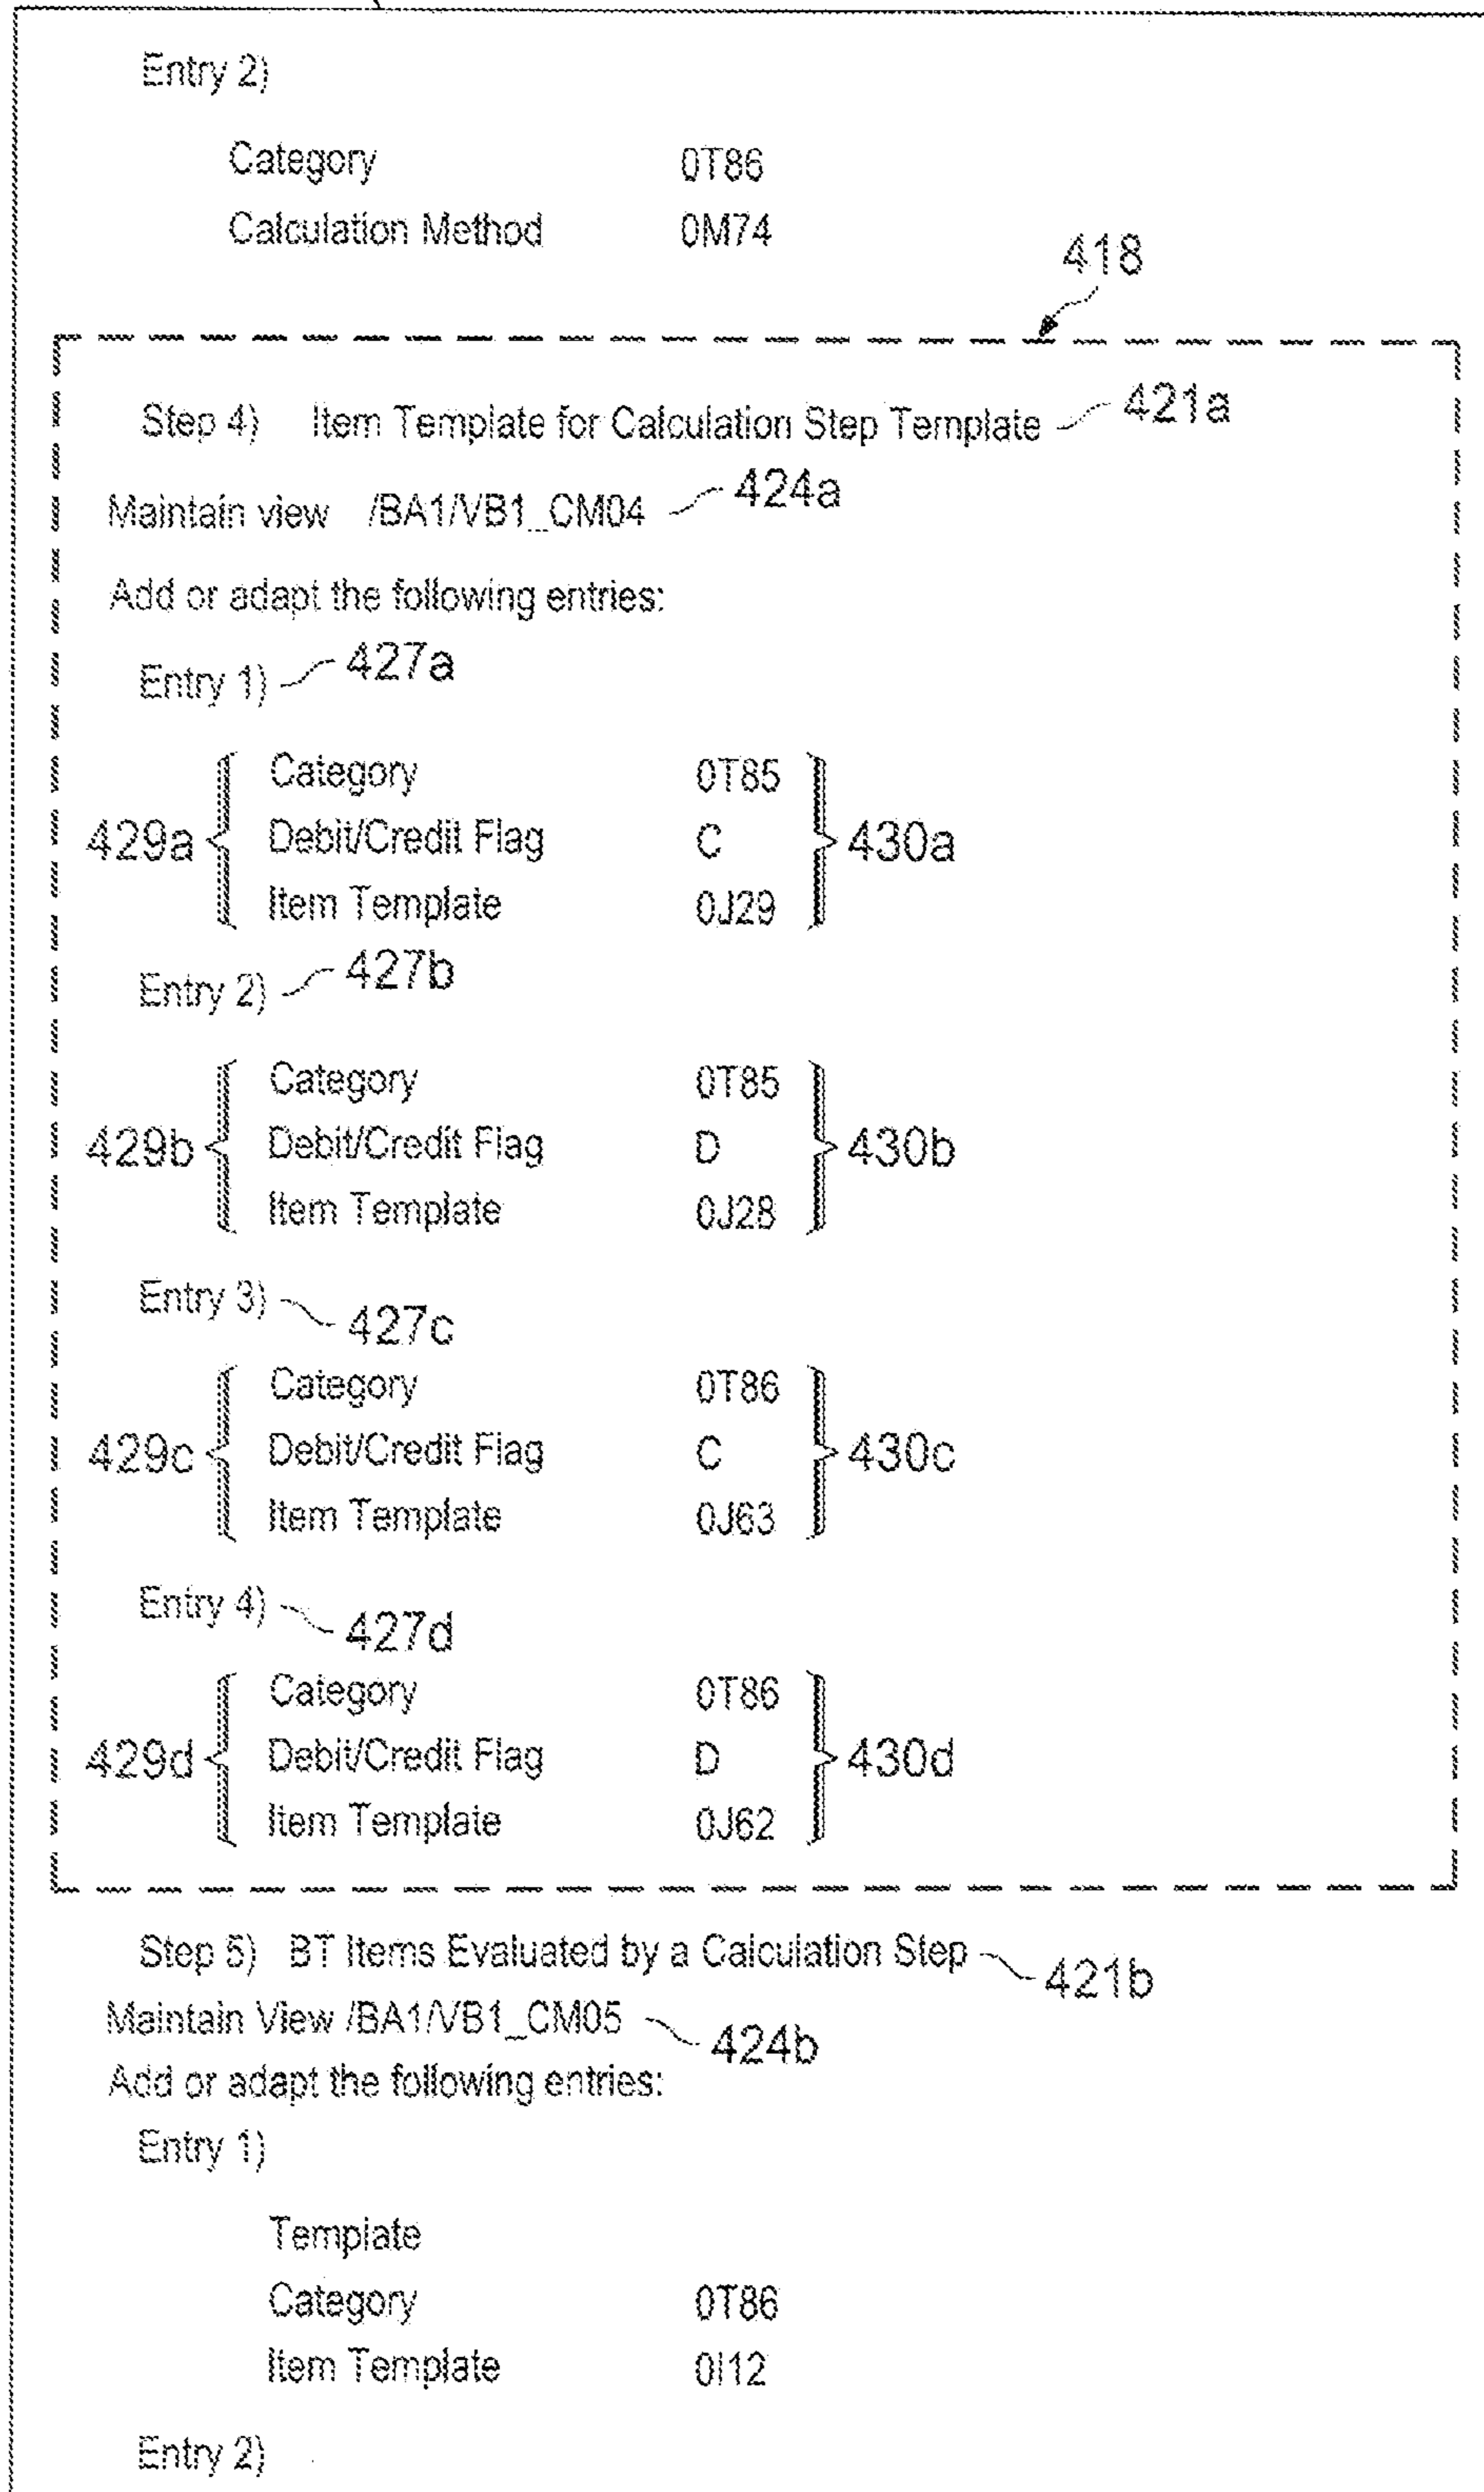 Entry 2)
Category 0T86
Calculation Method 0M74
418
Step 4) Item Template for Calculation Step Template 421a
Maintain view /BA1/VB1_CM04 424a
Add or adapt the following entries:
Entry 1) 427a
Category 0T85
429a Debit/Credit Flag C 430a
Item Template 0J29
Entry 2) 427b
Category 0T85
429b Debit/Credit Flag D 430b
Item Template 0J28
Entry 3) 427c
Category 0T86
429c Debit/Credit Flag C 430c
Item Template 0J63
Entry 4) 427d
Category 0T86
429d Debit/Credit Flag D 430d
Item Template 0J62
Step 5) BT Items Evaluated by a Calculation Step 421b
Maintain View /BA1/VB1_CM05 424b
Add or adapt the following entries:
Entry 1)
Template
Category 0T86
Item Template 0I12
Entry 2)